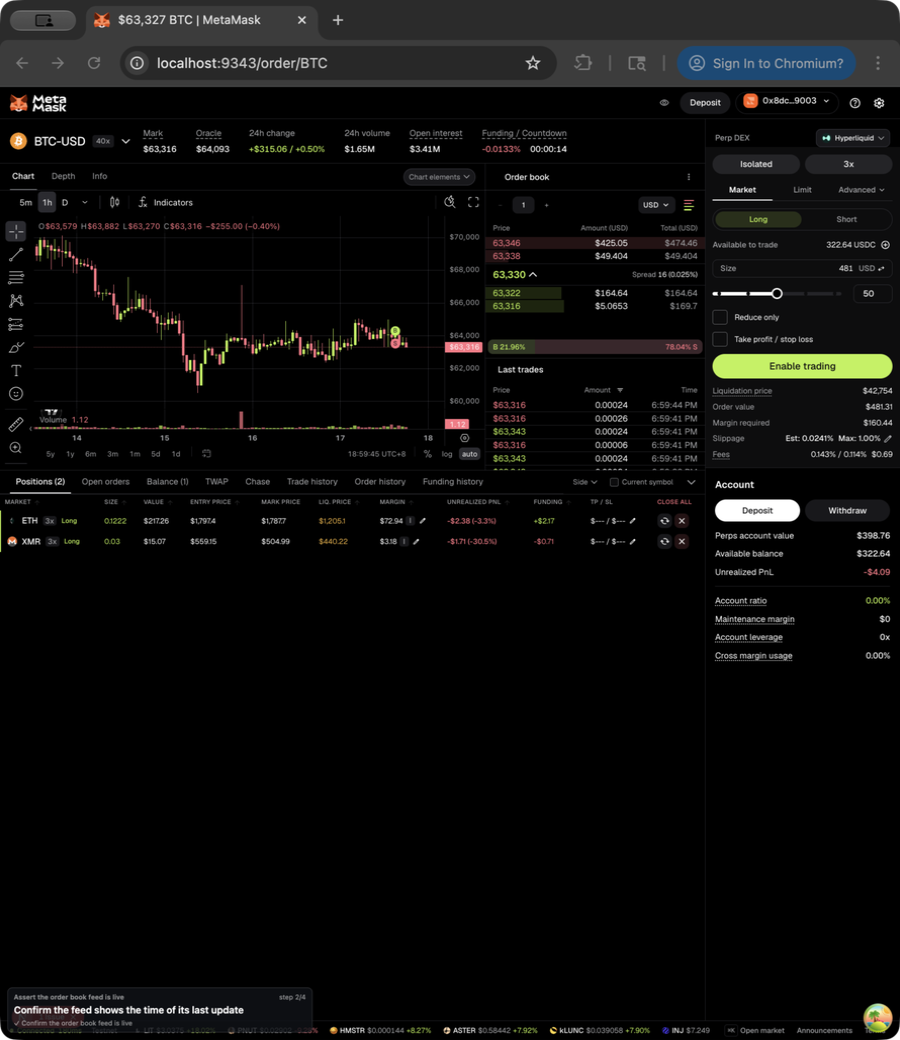 $63,327 BTC | MetaMask
localhost:9343/order/BTC
Sign In to Chromium?
Meta Mask
Deposit
0x8dc...9003
BTC-USD 40x
Mark $63,316
Oracle $64,093
24h change +$315.06 / +0.50%
24h volume $1.65M
Open interest $3.41M
Funding / Countdown -0.0133% 00:00:14
Chart Depth Info
Chart elements
5m 1h D Indicators
O$63,579 H$63,882 L$63,270 C$63,316 −$255.00 (−0.40%)
$70,000
$68,000
$66,000
$64,000
$63,316
$62,000
$60,000
B
S
Volume 1.12
1.12
14 15 16 17 18
5y 1y 6m 3m 1m 5d 1d
18:59:45 UTC+8 % log auto
Order book
1 USD
Price Amount (USD) Total (USD)
63,346 $425.05 $474.46
63,338 $49.404 $49.404
63,330 Spread 16 (0.025%)
63,322 $164.64 $164.64
63,316 $5.0653 $169.7
B 21.96% 78.04% S
Last trades
Price Amount Time
$63,316 0.00024 6:59:44 PM
$63,316 0.00026 6:59:41 PM
$63,343 0.00024 6:59:41 PM
$63,316 0.00006 6:59:41 PM
$63,343 0.00024 6:59:41 PM
Perp DEX Hyperliquid
Isolated 3x
Market Limit Advanced
Long Short
Available to trade 322.64 USDC
Size 481 USD
50
Reduce only
Take profit / stop loss
Enable trading
Liquidation price $42,754
Order value $481.31
Margin required $160.44
Slippage Est: 0.0241% Max: 1.00%
Fees 0.143% / 0.114% $0.69
Positions (2) Open orders Balance (1) TWAP Chase Trade history Order history Funding history
Side Current symbol
MARKET SIZE VALUE ENTRY PRICE MARK PRICE LIQ. PRICE MARGIN UNREALIZED PNL FUNDING TP / SL CLOSE ALL
ETH 3x Long 0.1222 $217.26 $1,797.4 $1,787.7 $1,205.1 $72.94 -$2.38 (-3.3%) +$2.17 $--- / $---
XMR 3x Long 0.03 $15.07 $559.15 $504.99 $440.22 $3.18 -$1.71 (-30.5%) -$0.71 $--- / $---
Account
Deposit Withdraw
Perps account value $398.76
Available balance $322.64
Unrealized PnL -$4.09
Account ratio 0.00%
Maintenance margin $0
Account leverage 0x
Cross margin usage 0.00%
Assert the order book feed is live step 2/4
Confirm the feed shows the time of its last update
✓ Confirm the order book feed is live
HMSTR $0.000144 +8.27% ASTER $0.58442 +7.92% kLUNC $0.039058 +7.90% INJ $7.249
⌘K Open market Announcements